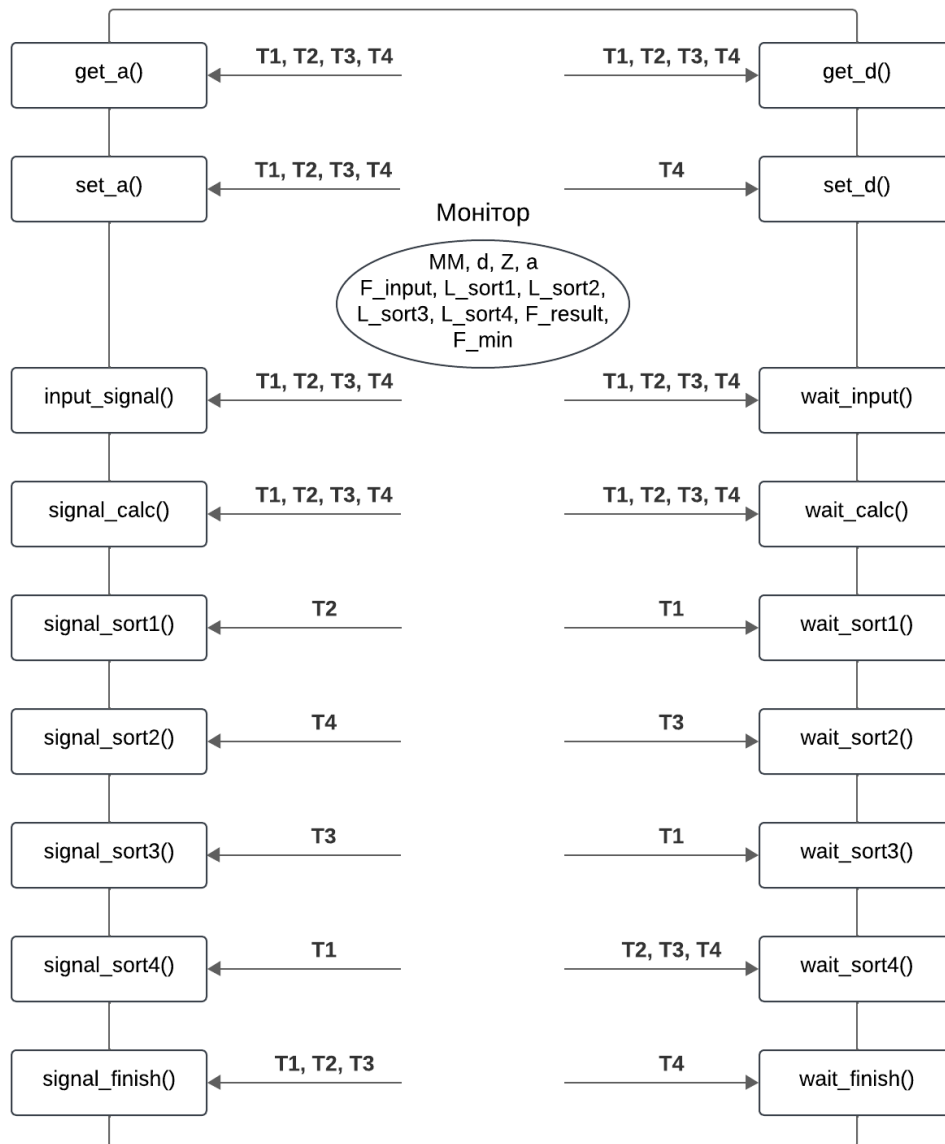 T1, T2, T3, T4
T1, T2, T3, T4
get_a()
get_d()
T1, T2, T3, T4
T4
set_a()
set_d()
Монітор
MM, d, Z, a
F_input, L_sort1, L_sort2,
L_sort3, L_sort4, F_result,
F_min
T1, T2, T3, T4
T1, T2, T3, T4
input_signal()
wait_input()
T1, T2, T3, T4
T1, T2, T3, T4
signal_calc()
wait_calc()
T2
T1
signal_sort1()
wait_sort1()
T4
T3
signal_sort2()
wait_sort2()
T3
T1
signal_sort3()
wait_sort3()
T1
T2, T3, T4
signal_sort4()
wait_sort4()
T1, T2, T3
T4
signal_finish()
wait_finish()